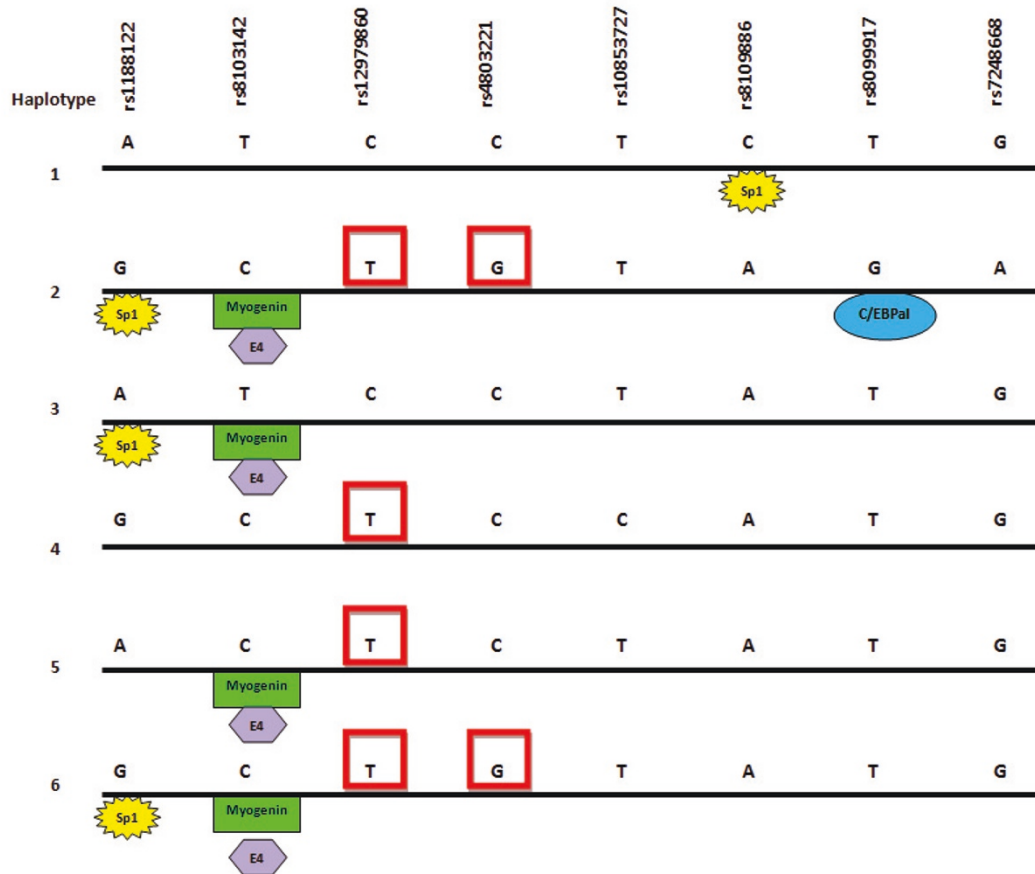 rs1188122 rs8103142 rs12979860 rs4803221 rs10853727 rs8109886 rs8099917 rs7248668
Haplotype
A T C C T C T G
1
Sp1
G C T G T A G A
2
Sp1 Myogenin C/EBPal
E4
A T C C T A T G
3
Sp1 Myogenin
E4
G C T C C A T G
4
A C T C T A T G
5
Myogenin
E4
G C T G T A T G
6
Sp1 Myogenin
E4